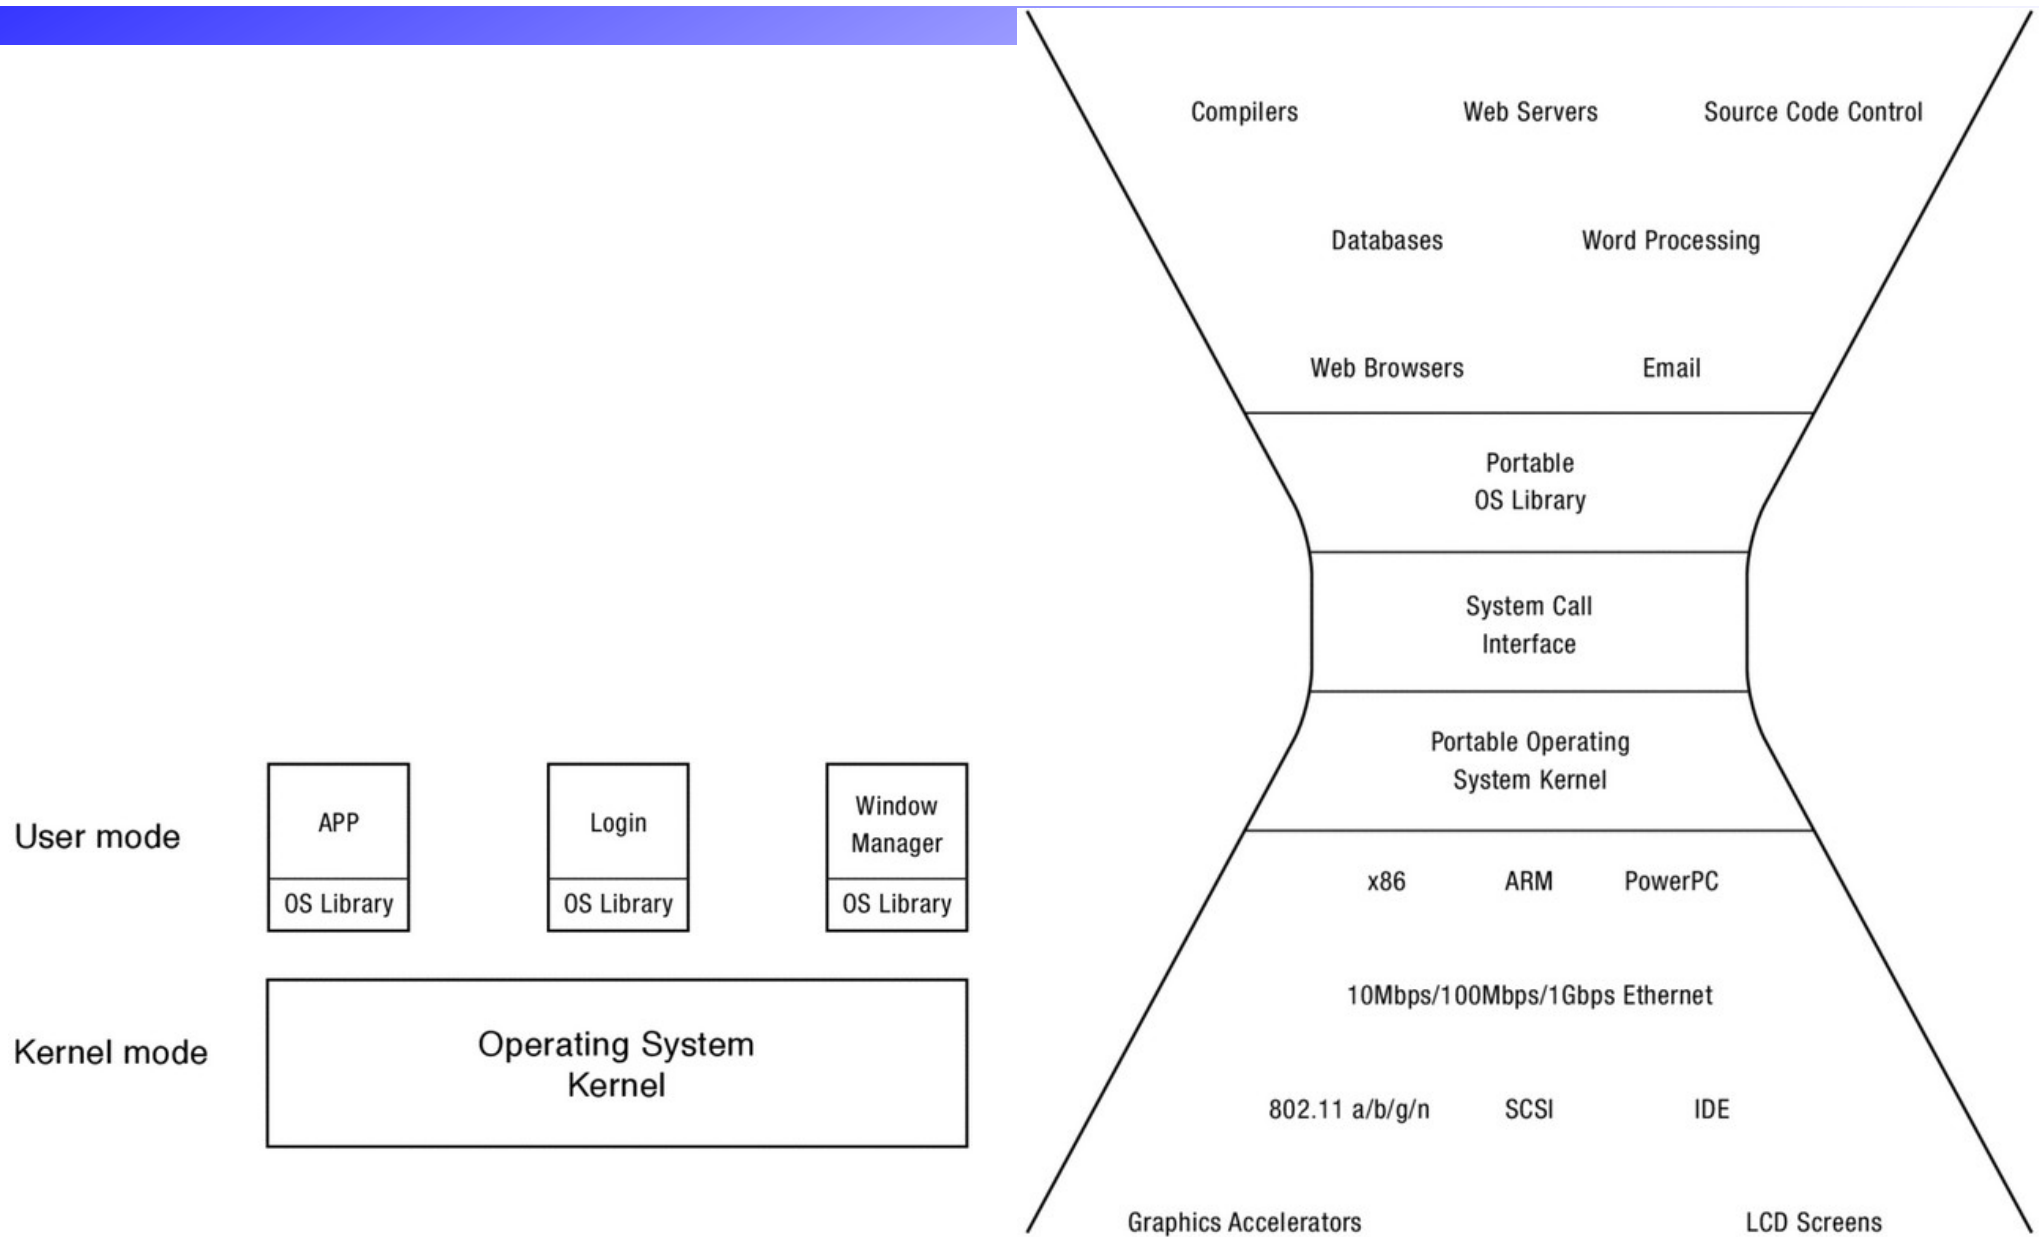 User mode
APP
OS Library
Login
OS Library
Window
Manager
OS Library
Kernel mode
Operating System
Kernel
Compilers Web Servers Source Code Control
Databases Word Processing
Web Browsers Email
Portable
OS Library
System Call
Interface
Portable Operating
System Kernel
x86 ARM PowerPC
10Mbps/100Mbps/1Gbps Ethernet
802.11 a/b/g/n SCSI IDE
Graphics Accelerators LCD Screens